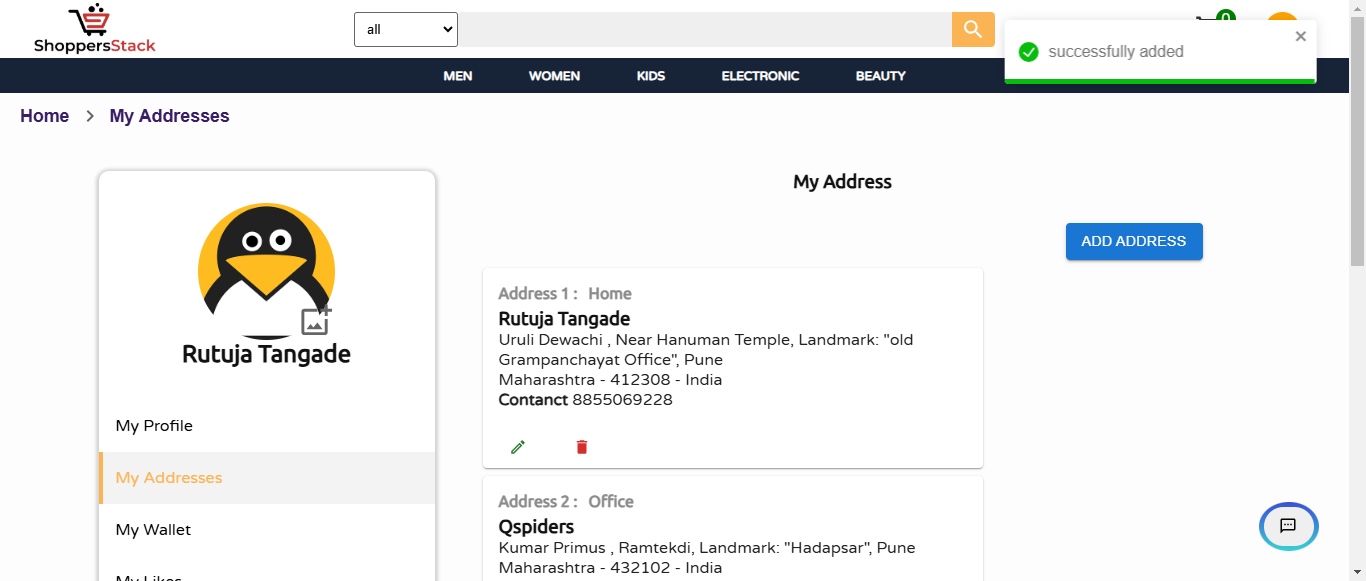 ShoppersStack
all
0
successfully added
MEN
WOMEN
KIDS
ELECTRONIC
BEAUTY
Home
My Addresses
My Address
ADD ADDRESS
Rutuja Tangade
My Profile
My Addresses
My Wallet
My Likes
Address 1 : Home
Rutuja Tangade
Uruli Dewachi , Near Hanuman Temple, Landmark: "old
Grampanchayat Office", Pune
Maharashtra - 412308 - India
Contanct 8855069228
Address 2 : Office
Qspiders
Kumar Primus , Ramtekdi, Landmark: "Hadapsar", Pune
Maharashtra - 432102 - India